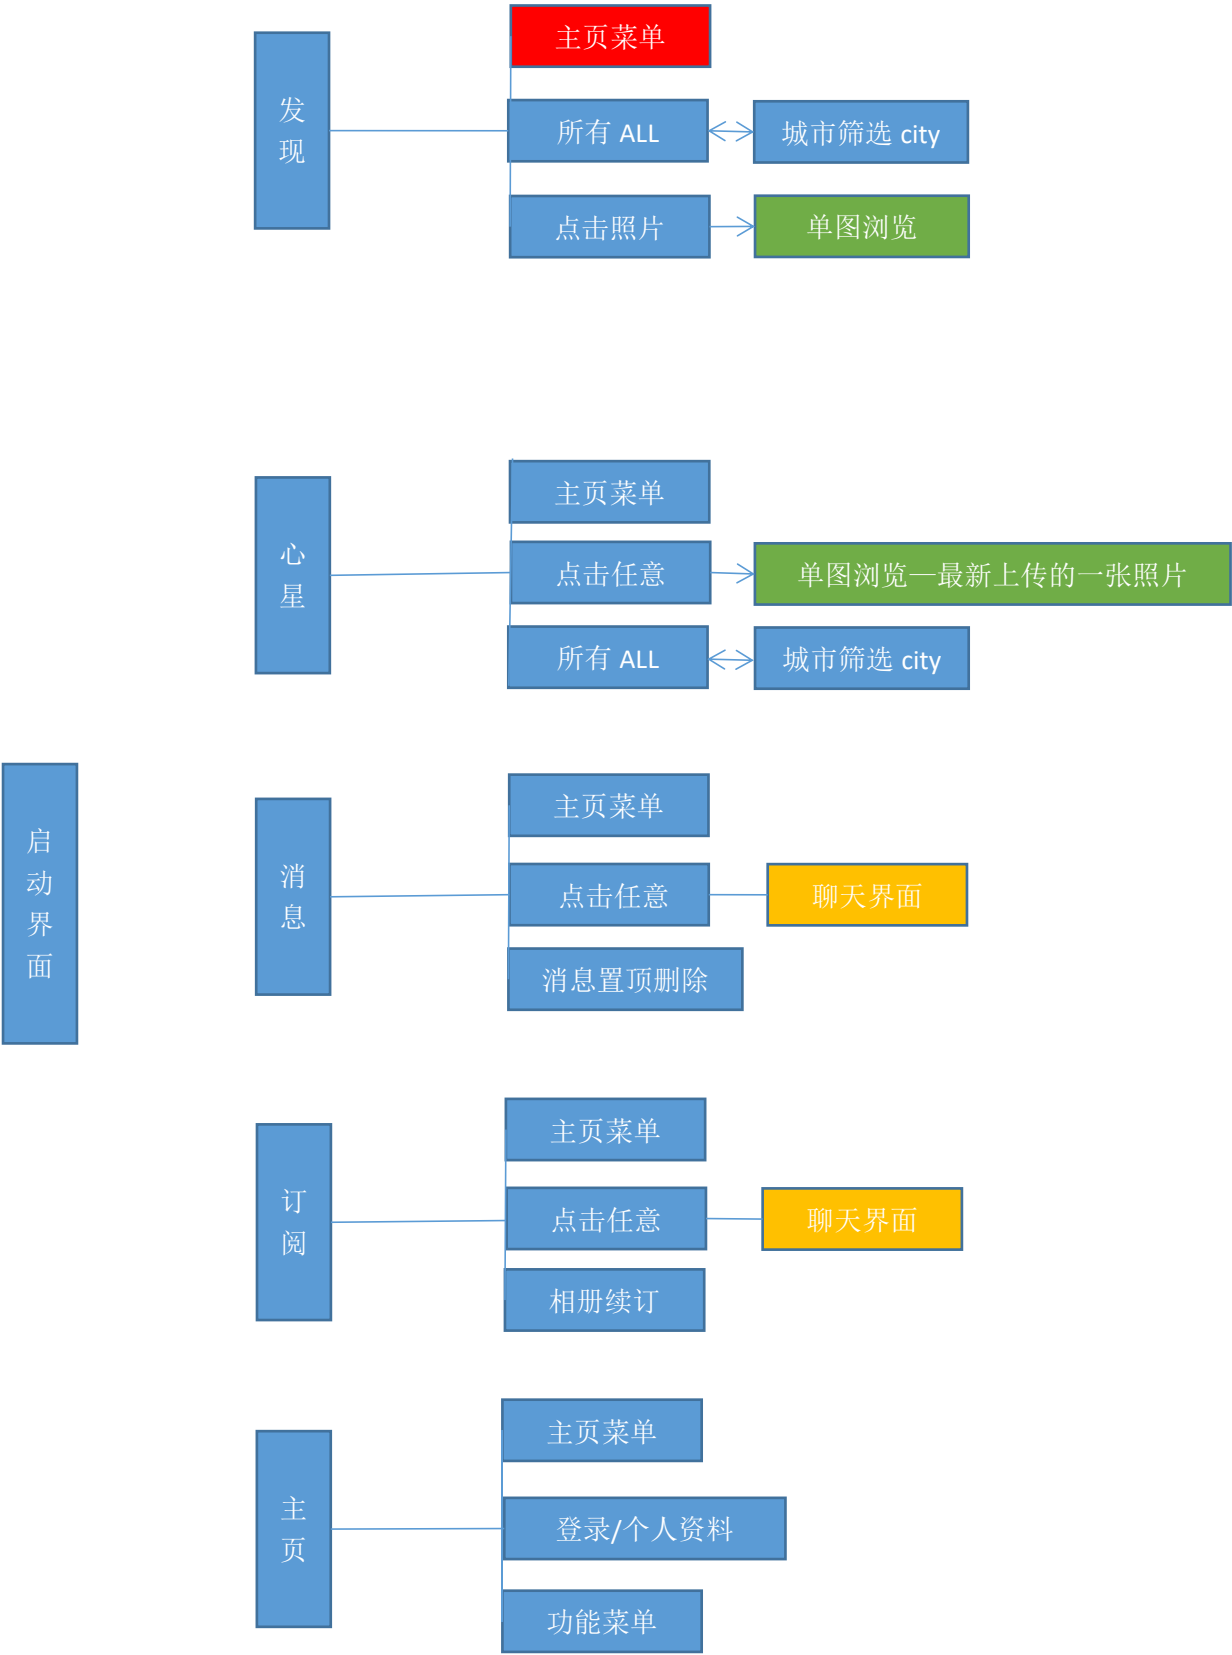 主页菜单
发
现
所有 ALL
城市筛选 city
点击照片
单图浏览
心
星
主页菜单
点击任意
单图浏览—最新上传的一张照片
所有 ALL
城市筛选 city
启
动
界
面
消
息
主页菜单
点击任意
聊天界面
消息置顶删除
订
阅
主页菜单
点击任意
聊天界面
相册续订
主
页
主页菜单
登录/个人资料
功能菜单